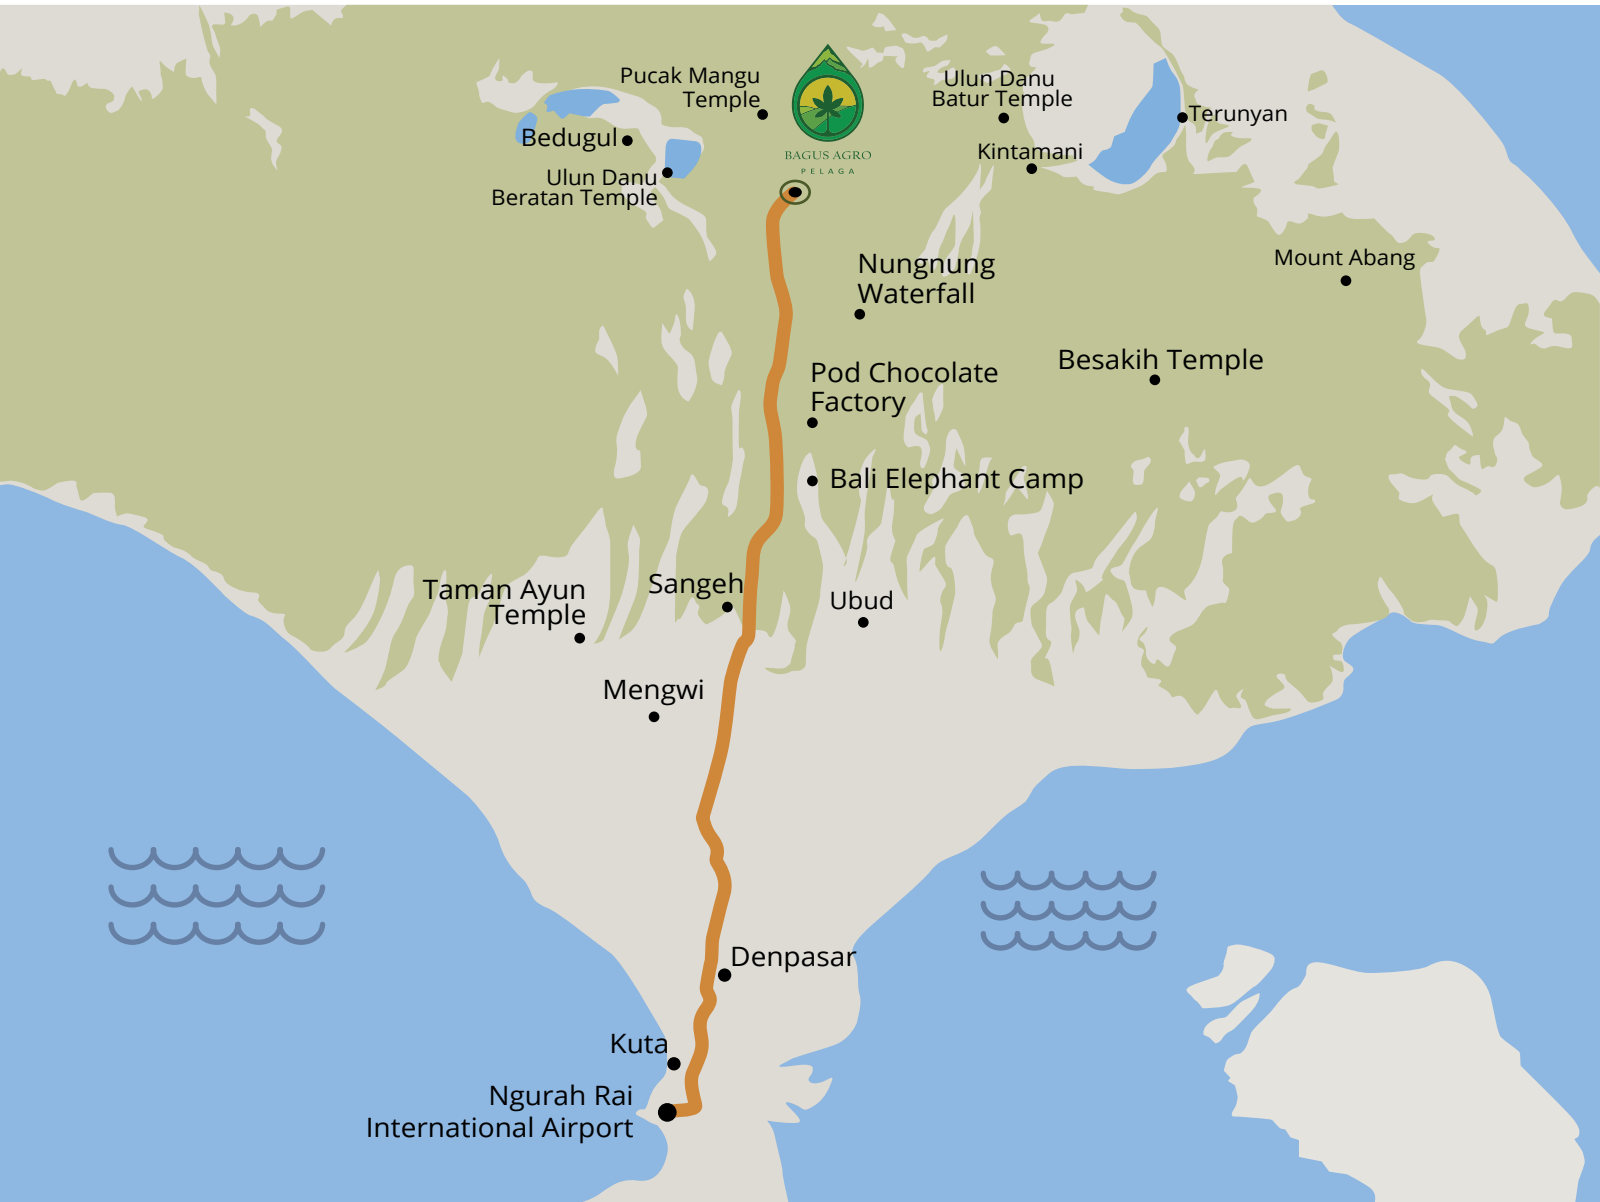 Pucak Mangu
Temple
BAGUS AGRO
PELAGA
Ulun Danu
Batur Temple
Terunyan
Bedugul
Kintamani
Ulun Danu
Beratan Temple
Nungnung
Waterfall
Mount Abang
Pod Chocolate
Factory
Besakih Temple
Bali Elephant Camp
Taman Ayun
Temple
Sangeh
Ubud
Mengwi
Denpasar
Kuta
Ngurah Rai
International Airport